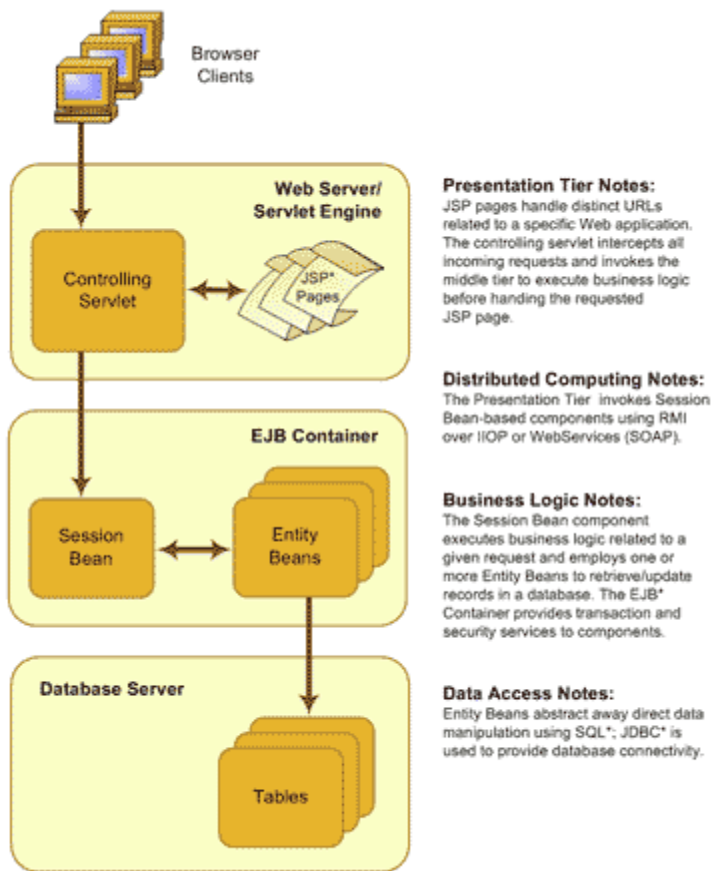 Browser
Clients
Web Server/
Servlet Engine
Controlling
Servlet
JSP*
Pages
Presentation Tier Notes:
JSP pages handle distinct URLs
related to a specific Web application.
The controlling servlet intercepts all
incoming requests and invokes the
middle tier to execute business logic
before handing the requested
JSP page.
Distributed Computing Notes:
The Presentation Tier invokes Session
Bean-based components using RMI
over IIOP or WebServices (SOAP).
EJB Container
Session
Bean
Entity
Beans
Business Logic Notes:
The Session Bean component
executes business logic related to a
given request and employs one or
more Entity Beans to retrieve/update
records in a database. The EJB*
Container provides transaction and
security services to components.
Database Server
Tables
Data Access Notes:
Entity Beans abstract away direct data
manipulation using SQL*; JDBC* is
used to provide database connectivity.